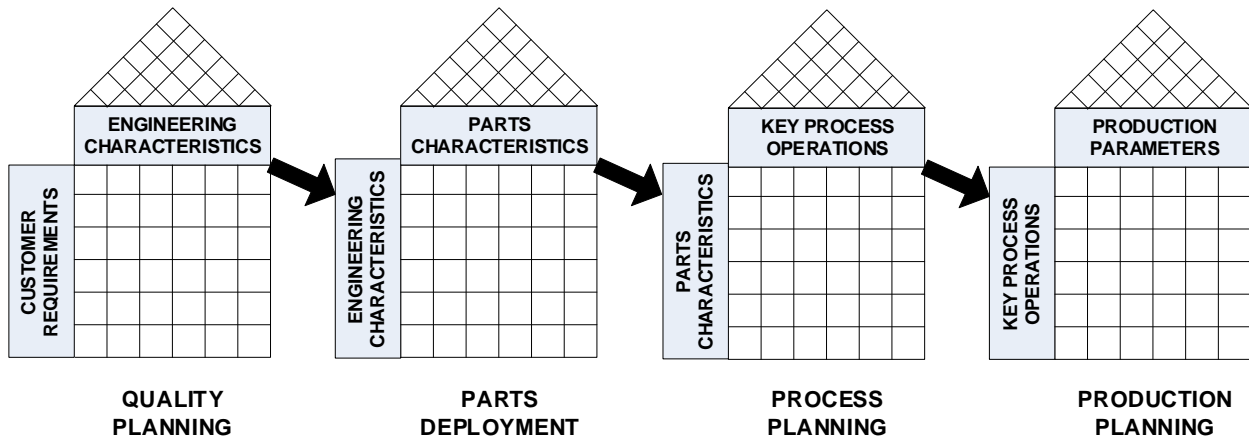 ENGINEERING
CHARACTERISTICS
CUSTOMER
REQUIREMENTS
QUALITY
PLANNING
PARTS
CHARACTERISTICS
ENGINEERING
CHARACTERISTICS
PARTS
DEPLOYMENT
KEY PROCESS
OPERATIONS
PARTS
CHARACTERISTICS
PROCESS
PLANNING
PRODUCTION
PARAMETERS
KEY PROCESS
OPERATIONS
PRODUCTION
PLANNING